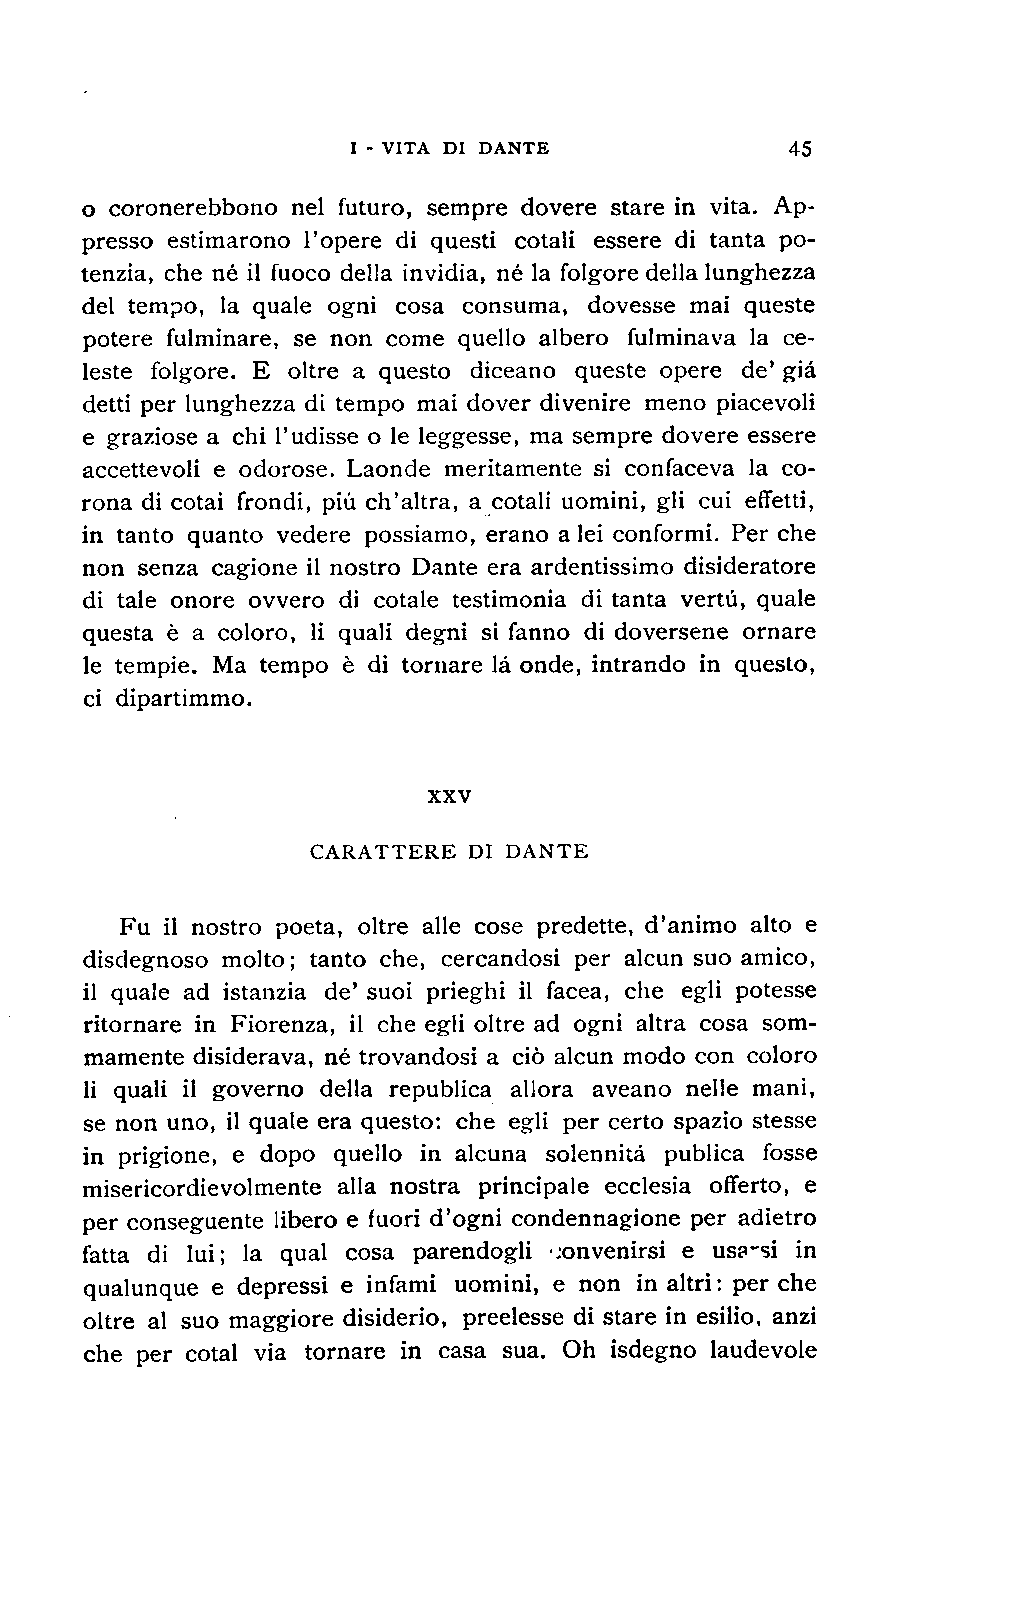 I - VITA DI DANTE 45
o coronerebbono nel futuro, sempre dovere stare in vita. Ap-
presso estimarono l'opere di questi cotali essere di tanta po-
tenzia, che né il fuoco della invidia, né la folgore della lunghezza
del tempo, la quale ogni cosa consuma, dovesse mai queste
potere fulminare, se non come quello albero fulminava la ce-
leste folgore. E oltre a questo diceano queste opere de' giá
detti per lunghezza di tempo mai dover divenire meno piacevoli
e graziose a chi l'udisse o le leggesse, ma sempre dovere essere
accettevoli e odorose. Laonde meritamente si confaceva la co-
rona di cotai frondi, piú ch'altra, a cotali uomini, gli cui effetti,
in tanto quanto vedere possiamo, erano a lei conformi. Per che
non senza cagione il nostro Dante era ardentissimo disideratore
di tale onore ovvero di cotale testimonia di tanta vertú, quale
questa è a coloro, li quali degni si fanno di doversene ornare
le tempie. Ma tempo è di tornare lá onde, intrando in questo,
ci dipartimmo.
XXV
CARATTERE DI DANTE
Fu il nostro poeta, oltre alle cose predette, d'animo alto e
disdegnoso molto; tanto che, cercandosi per alcun suo amico,
il quale ad istanzia de' suoi prieghi il facea, che egli potesse
ritornare in Fiorenza, il che egli oltre ad ogni altra cosa som-
mamente disiderava, né trovandosi a ciò alcun modo con coloro
li quali il governo della republica allora aveano nelle mani,
se non uno, il quale era questo: che egli per certo spazio stesse
in prigione, e dopo quello in alcuna solennitá publica fosse
misericordievolmente alla nostra principale ecclesia offerto, e
per conseguente libero e fuori d'ogni condennagione per adietro
fatta di lui; la qual cosa parendogli convenirsi e usarsi in
qualunque e depressi e infami uomini, e non in altri: per che
oltre al suo maggiore disiderio, preelesse di stare in esilio, anzi
che per cotal via tornare in casa sua. Oh isdegno laudevole